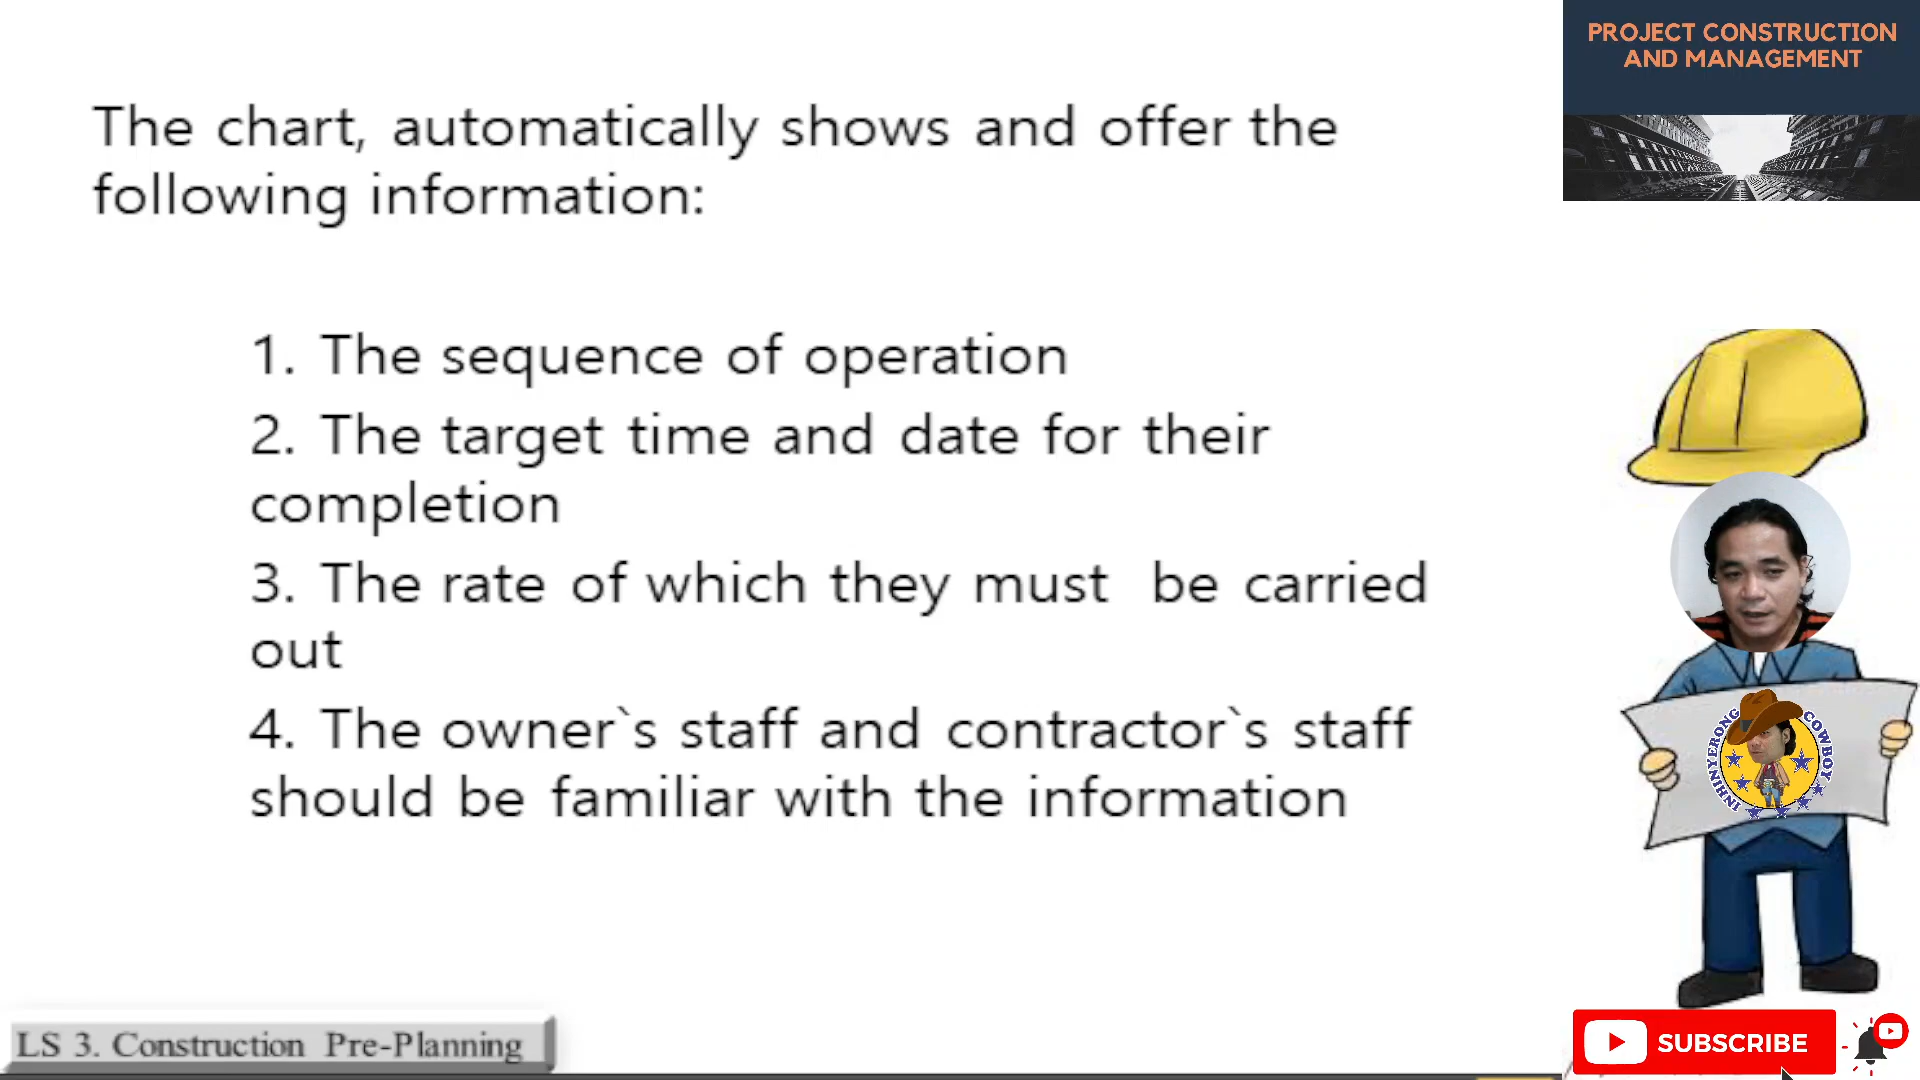 PROJECT CONSTRUCTION
AND MANAGEMENT
The chart, automatically shows and offer the
following information:
1. The sequence of operation
2. The target time and date for their
completion
3. The rate of which they must be carried
out
4. The owner`s staff and contractor`s staff
should be familiar with the information
INHINYERONG COWBOY
LS 3. Construction Pre-Planning
SUBSCRIBE